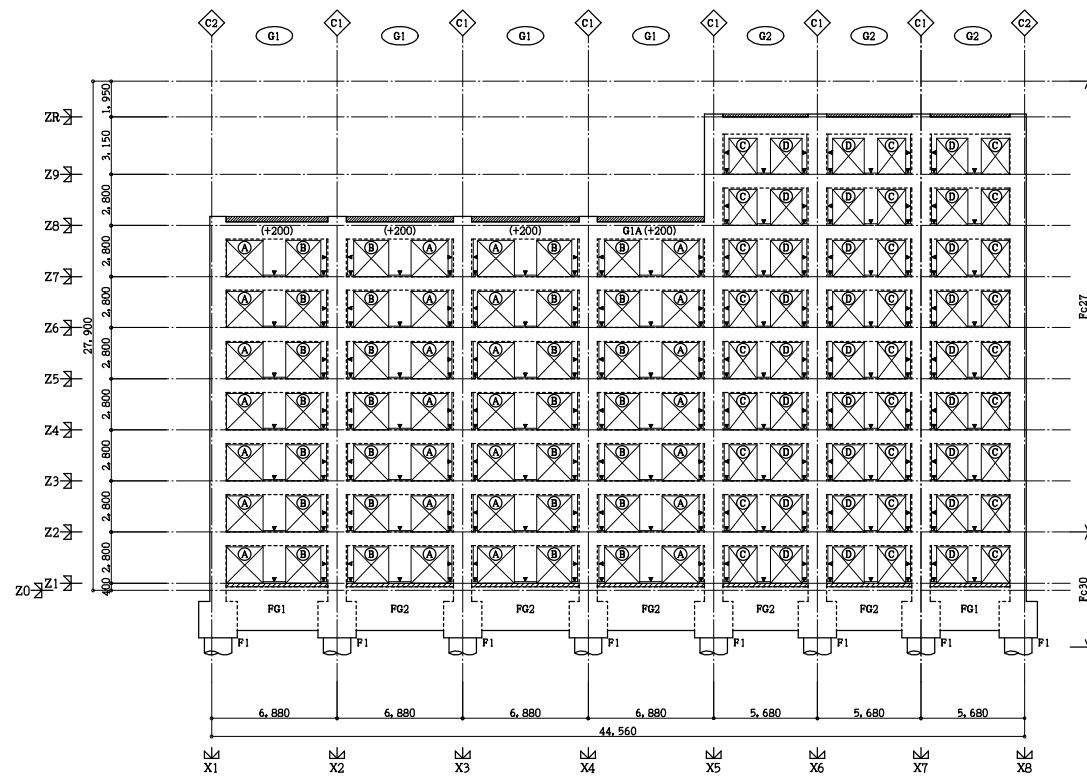 C2 C1 C1 C1 C1 C1 C1 C2
G1 G1 G1 G1 G2 G2 G2
1,950
ZR
3,150
C D D C D C
Z9
2,800
C D D C D C
Z8
(+200) (+200) (+200) G1A (+200)
2,800
A B B A A B B A C D D C D C
Z7
2,800
A B B A A B B A C D D C D C
Z6
27,900
Fc27
2,800
A B B A A B B A C D D C D C
Z5
2,800
A B B A A B B A C D D C D C
Z4
2,800
A B B A A B B A C D D C D C
Z3
2,800
A B B A A B B A C D D C D C
Z2
2,800
A B B A A B B A C D D C D C
Z1
Z0
400
FG1 FG2 FG2 FG2 FG2 FG2 FG1
Fc30
F1 F1 F1 F1 F1 F1 F1 F1
6,880 6,880 6,880 6,880 5,680 5,680 5,680
44,560
X1 X2 X3 X4 X5 X6 X7 X8